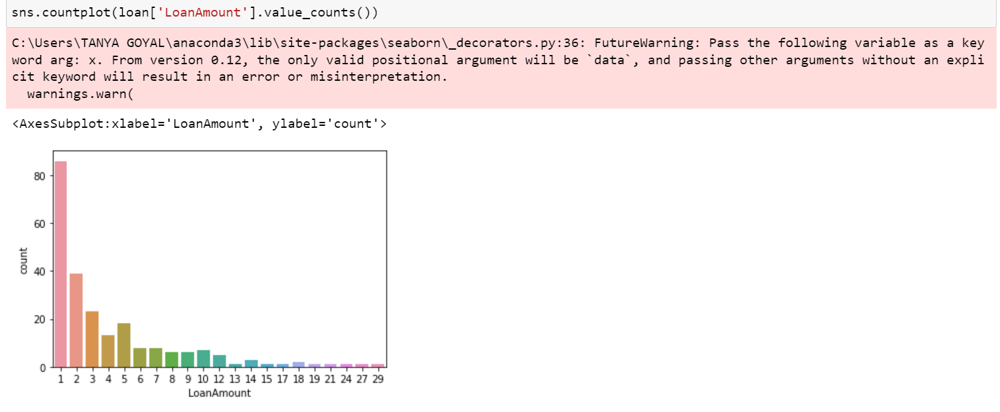 sns.countplot(loan['LoanAmount'].value_counts())
C:\Users\TANYA GOYAL\anaconda3\lib\site-packages\seaborn\_decorators.py:36: FutureWarning: Pass the following variable as a key
word arg: x. From version 0.12, the only valid positional argument will be `data`, and passing other arguments without an expli
cit keyword will result in an error or misinterpretation.
warnings.warn(
<AxesSubplot:xlabel='LoanAmount', ylabel='count'>
80
60
40
20
0
count
1 2 3 4 5 6 7 8 9 10 12 13 14 15 17 18 19 21 24 27 29
LoanAmount